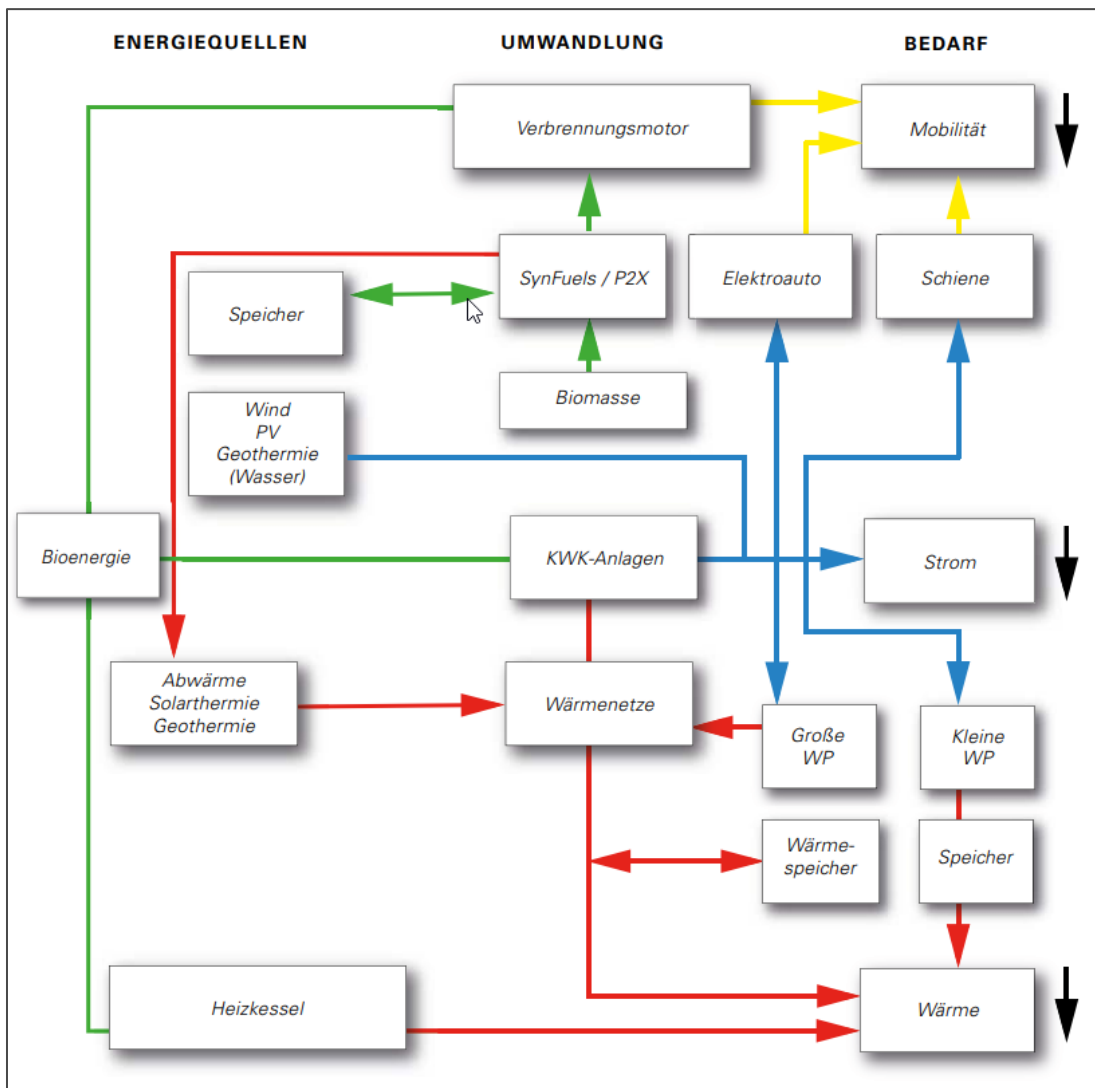 ENERGIEQUELLEN
UMWANDLUNG
BEDARF
Verbrennungsmotor
Mobilität
Speicher
SynFuels / P2X
Elektroauto
Schiene
Biomasse
Wind
PV
Geothermie
(Wasser)
Bioenergie
KWK-Anlagen
Strom
Abwärme
Solarthermie
Geothermie
Wärmenetze
Große
WP
Kleine
WP
Wärme-
speicher
Speicher
Heizkessel
Wärme